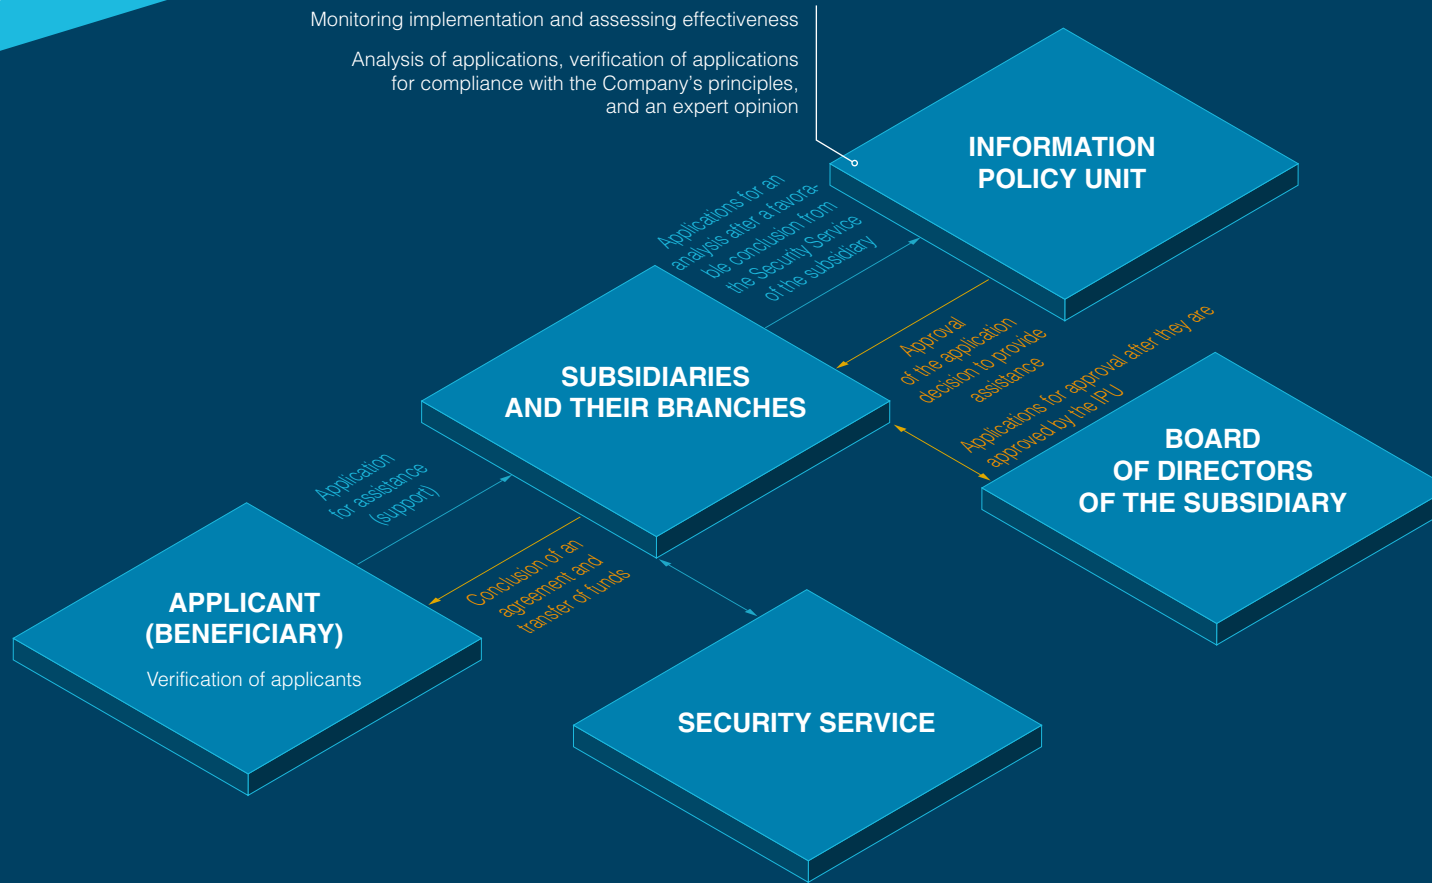 Monitoring implementation and assessing effectiveness
Analysis of applications, verification of applications
for compliance with the Company’s principles,
and an expert opinion
INFORMATION
POLICY UNIT
Applications for an
analysis after a favora-
ble conclusion from
the Security Service
of the subsidiary
SUBSIDIARIES
AND THEIR BRANCHES
Approval
of the application
decision to provide
assistance
Applications for approval after they are
approved by the IPU
BOARD
OF DIRECTORS
OF THE SUBSIDIARY
Application
for assistance
(support)
Conclusion of an
agreement and
transfer of funds
APPLICANT
(BENEFICIARY)
Verification of applicants
SECURITY SERVICE